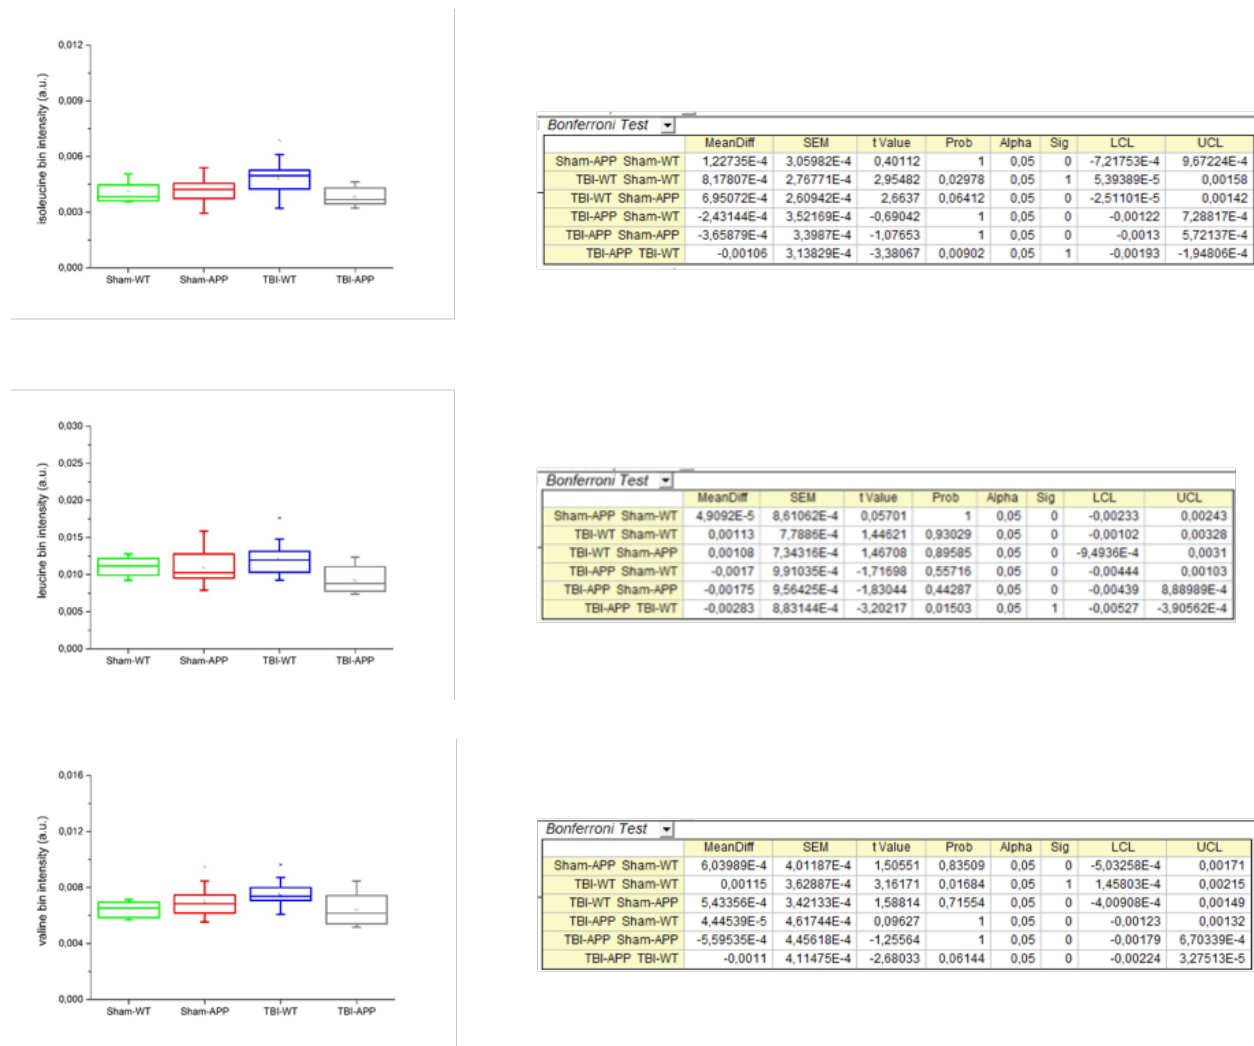 isoleucine bin intensity (a.u.)
0,012
0,009
0,006
0,003
0,000
Sham-WT Sham-APP TBI-WT TBI-APP
Bonferroni Test
MeanDiff SEM t Value Prob Alpha Sig LCL UCL
Sham-APP Sham-WT 1,22735E-4 3,05982E-4 0,40112 1 0,05 0 -7,21753E-4 9,67224E-4
TBI-WT Sham-WT 8,17807E-4 2,76771E-4 2,95482 0,02978 0,05 1 5,39389E-5 0,00158
TBI-WT Sham-APP 6,95072E-4 2,60942E-4 2,6637 0,06412 0,05 0 -2,51101E-5 0,00142
TBI-APP Sham-WT -2,43144E-4 3,52169E-4 -0,69042 1 0,05 0 -0,00122 7,28817E-4
TBI-APP Sham-APP -3,65879E-4 3,3987E-4 -1,07653 1 0,05 0 -0,0013 5,72137E-4
TBI-APP TBI-WT -0,00106 3,13829E-4 -3,38067 0,00902 0,05 1 -0,00193 -1,94806E-4
leucine bin intensity (a.u.)
0,030
0,025
0,020
0,015
0,010
0,005
0,000
Sham-WT Sham-APP TBI-WT TBI-APP
Bonferroni Test
MeanDiff SEM t Value Prob Alpha Sig LCL UCL
Sham-APP Sham-WT 4,9092E-5 8,61062E-4 0,05701 1 0,05 0 -0,00233 0,00243
TBI-WT Sham-WT 0,00113 7,7886E-4 1,44621 0,93029 0,05 0 -0,00102 0,00328
TBI-WT Sham-APP 0,00108 7,34316E-4 1,46708 0,89585 0,05 0 -9,4936E-4 0,0031
TBI-APP Sham-WT -0,0017 9,91035E-4 -1,71698 0,55716 0,05 0 -0,00444 0,00103
TBI-APP Sham-APP -0,00175 9,56425E-4 -1,83044 0,44287 0,05 0 -0,00439 8,88989E-4
TBI-APP TBI-WT -0,00283 8,83144E-4 -3,20217 0,01503 0,05 1 -0,00527 -3,90562E-4
valine bin intensity (a.u.)
0,016
0,012
0,008
0,004
0,000
Sham-WT Sham-APP TBI-WT TBI-APP
Bonferroni Test
MeanDiff SEM t Value Prob Alpha Sig LCL UCL
Sham-APP Sham-WT 6,03989E-4 4,01187E-4 1,50551 0,83509 0,05 0 -5,03258E-4 0,00171
TBI-WT Sham-WT 0,00115 3,62887E-4 3,16171 0,01684 0,05 1 1,45803E-4 0,00215
TBI-WT Sham-APP 5,43356E-4 3,42133E-4 1,58814 0,71554 0,05 0 -4,00908E-4 0,00149
TBI-APP Sham-WT 4,44539E-5 4,61744E-4 0,09627 1 0,05 0 -0,00123 0,00132
TBI-APP Sham-APP -5,59535E-4 4,45618E-4 -1,25564 1 0,05 0 -0,00179 6,70339E-4
TBI-APP TBI-WT -0,0011 4,11475E-4 -2,68033 0,06144 0,05 0 -0,00224 3,27513E-5